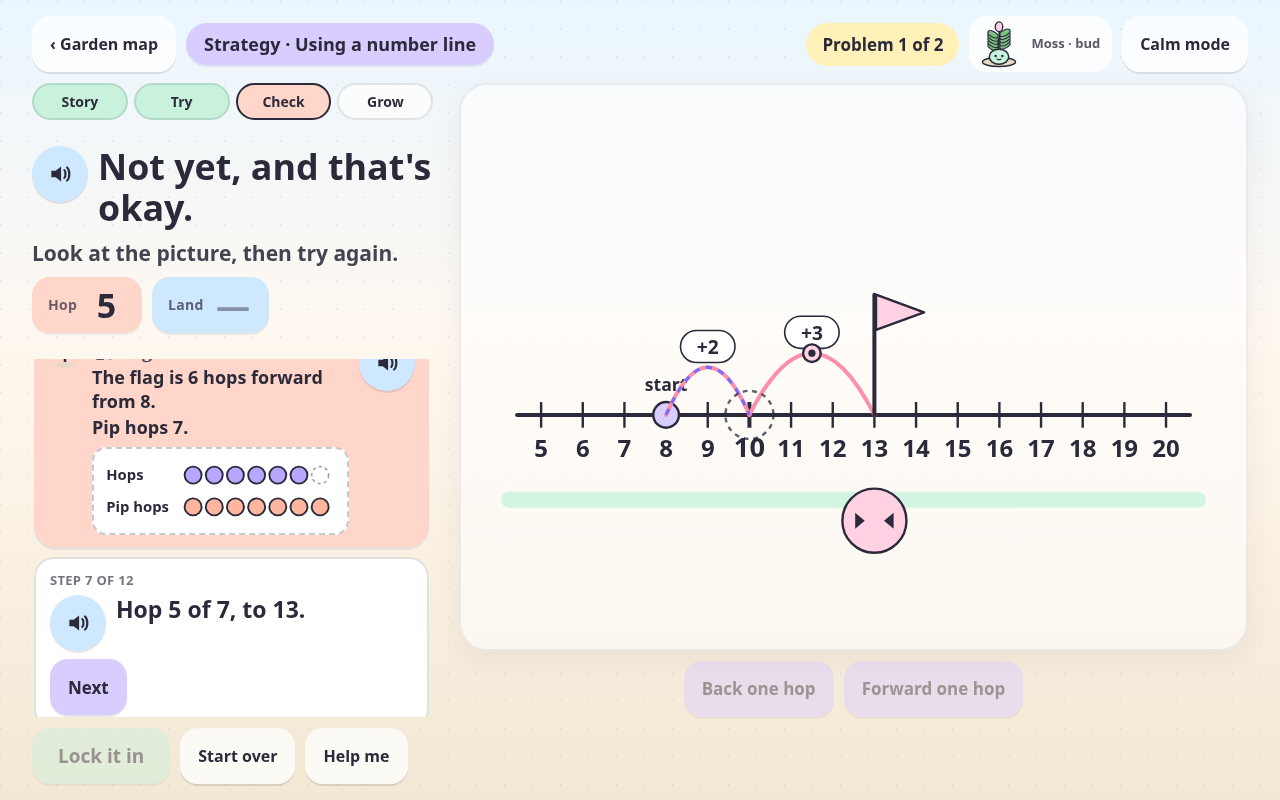 ‹ Garden map
Strategy · Using a number line
Problem 1 of 2
Moss · bud
Calm mode
Story
Try
Check
Grow
Not yet, and that's
okay.
Look at the picture, then try again.
Hop 5
Land —
The flag is 6 hops forward
from 8.
Pip hops 7.
Hops
Pip hops
STEP 7 OF 12
Hop 5 of 7, to 13.
Next
Lock it in
Start over
Help me
+2
+3
start
5 6 7 8 9 10 11 12 13 14 15 16 17 18 19 20
Back one hop
Forward one hop